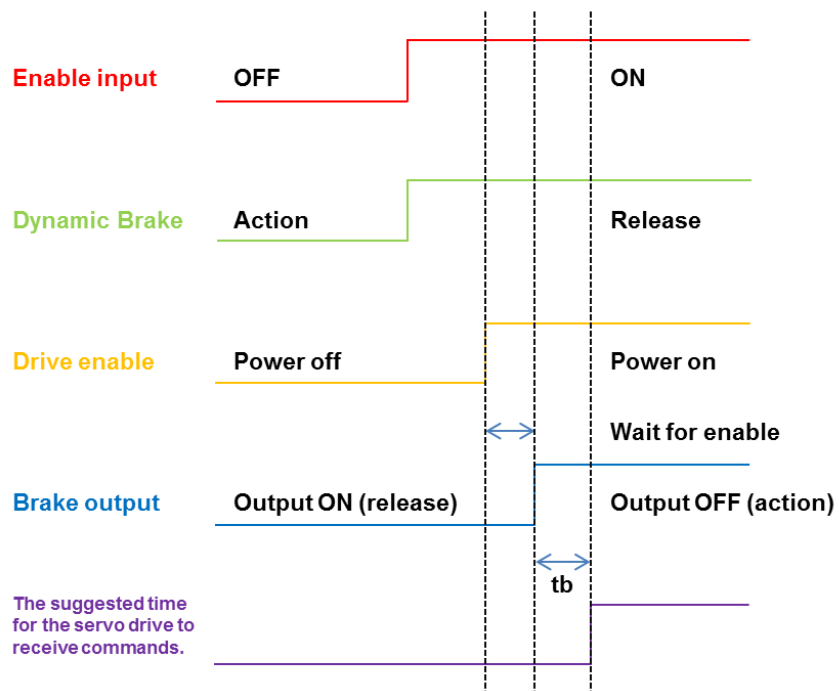 Enable input
OFF
ON
Dynamic Brake
Action
Release
Drive enable
Power off
Power on
Wait for enable
Brake output
Output ON (release)
Output OFF (action)
tb
The suggested time
for the servo drive to
receive commands.